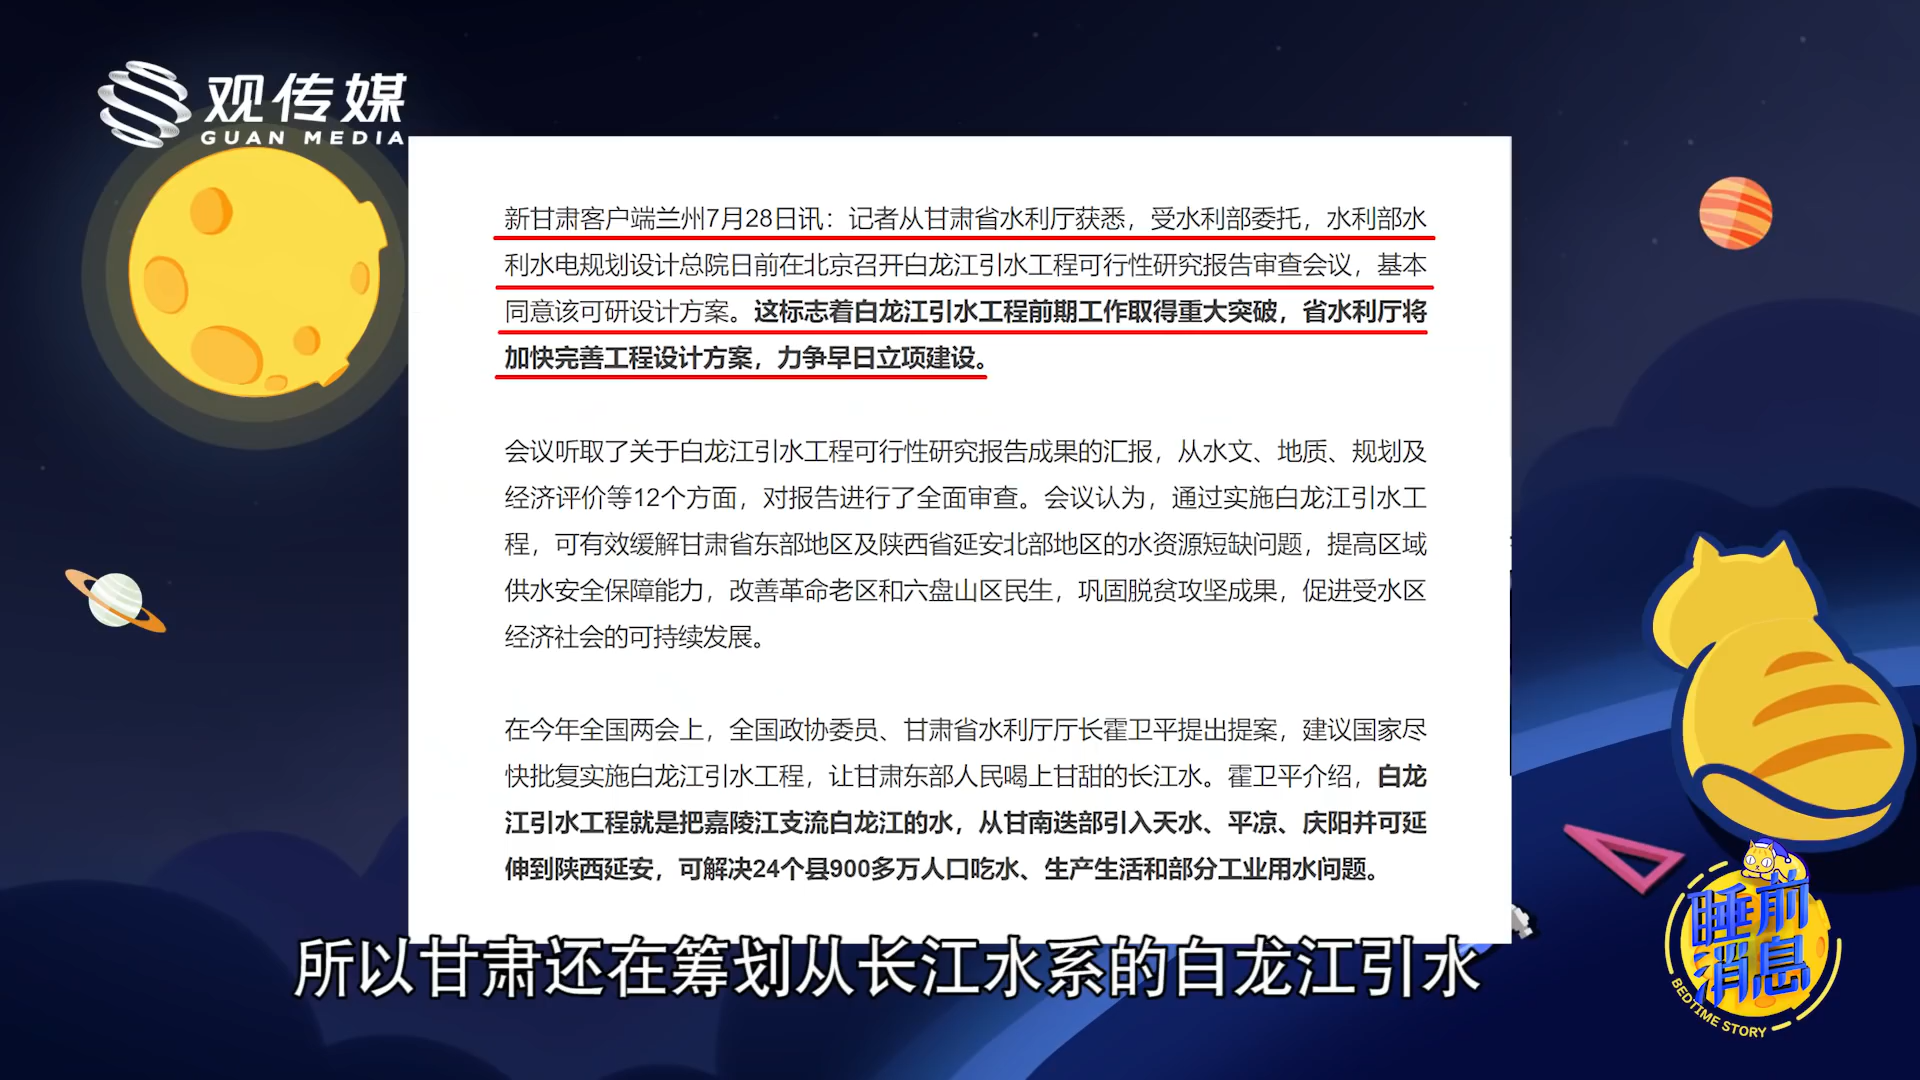 观传媒
GUAN MEDIA
新甘肃客户端兰州7月28日讯：记者从甘肃省水利厅获悉，受水利部委托，水利部水
利水电规划设计总院日前在北京召开白龙江引水工程可行性研究报告审查会议，基本
同意该可研设计方案。这标志着白龙江引水工程前期工作取得重大突破，省水利厅将
加快完善工程设计方案，力争早日立项建设。
会议听取了关于白龙江引水工程可行性研究报告成果的汇报，从水文、地质、规划及
经济评价等12个方面，对报告进行了全面审查。会议认为，通过实施白龙江引水工
程，可有效缓解甘肃省东部地区及陕西省延安北部地区的水资源短缺问题，提高区域
供水安全保障能力，改善革命老区和六盘山区民生，巩固脱贫攻坚成果，促进受水区
经济社会的可持续发展。
在今年全国两会上，全国政协委员、甘肃省水利厅厅长霍卫平提出提案，建议国家尽
快批复实施白龙江引水工程，让甘肃东部人民喝上甘甜的长江水。霍卫平介绍，白龙
江引水工程就是把嘉陵江支流白龙江的水，从甘南迭部引入天水、平凉、庆阳并可延
伸到陕西延安，可解决24个县900多万人口吃水、生产生活和部分工业用水问题。
所以甘肃还在筹划从长江水系的白龙江引水
睡前
消息
BEDTIME STORY